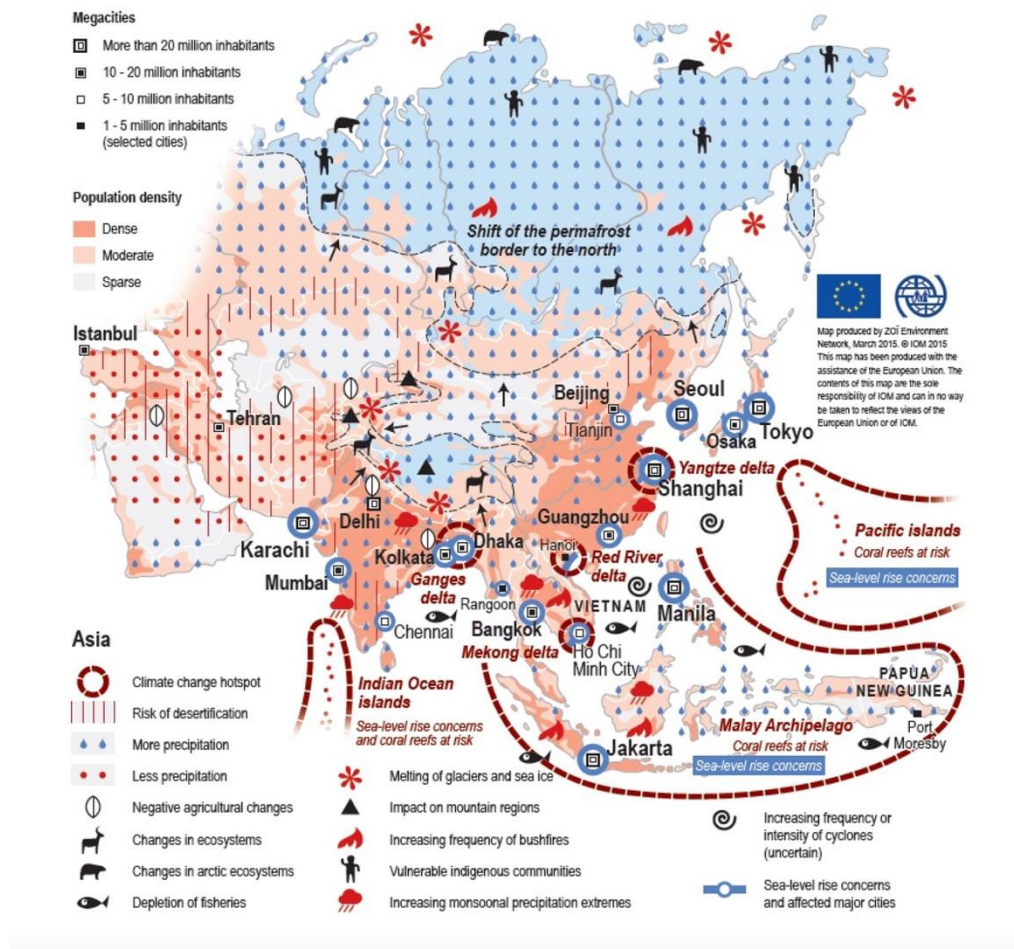 Megacities
More than 20 million inhabitants
10 - 20 million inhabitants
5 - 10 million inhabitants
1 - 5 million inhabitants
(selected cities)
Population density
Dense
Moderate
Sparse
Shift of the permafrost
border to the north
Map produced by ZOÏ Environment
Network, March 2015. © IOM 2015
This map has been produced with the
assistance of the European Union. The
contents of this map are the sole
responsibility of IOM and can in no way
be taken to reflect the views of the
European Union or of IOM.
Istanbul
Tehran
Beijing
Tianjin
Seoul
Osaka
Tokyo
Yangtze delta
Shanghai
Delhi
Karachi
Mumbai
Kolkata
Dhaka
Ganges
delta
Guangzhou
Hanoi
Red River
delta
Rangoon
VIETNAM
Manila
Chennai
Bangkok
Mekong delta
Ho Chi
Minh City
Pacific islands
Coral reefs at risk
Sea-level rise concerns
PAPUA
NEW GUINEA
Port
Moresby
Malay Archipelago
Coral reefs at risk
Sea-level rise concerns
Jakarta
Indian Ocean
islands
Sea-level rise concerns
and coral reefs at risk
Asia
Climate change hotspot
Risk of desertification
More precipitation
Less precipitation
Negative agricultural changes
Changes in ecosystems
Changes in arctic ecosystems
Depletion of fisheries
Melting of glaciers and sea ice
Impact on mountain regions
Increasing frequency of bushfires
Vulnerable indigenous communities
Increasing monsoonal precipitation extremes
Increasing frequency or
intensity of cyclones
(uncertain)
Sea-level rise concerns
and affected major cities